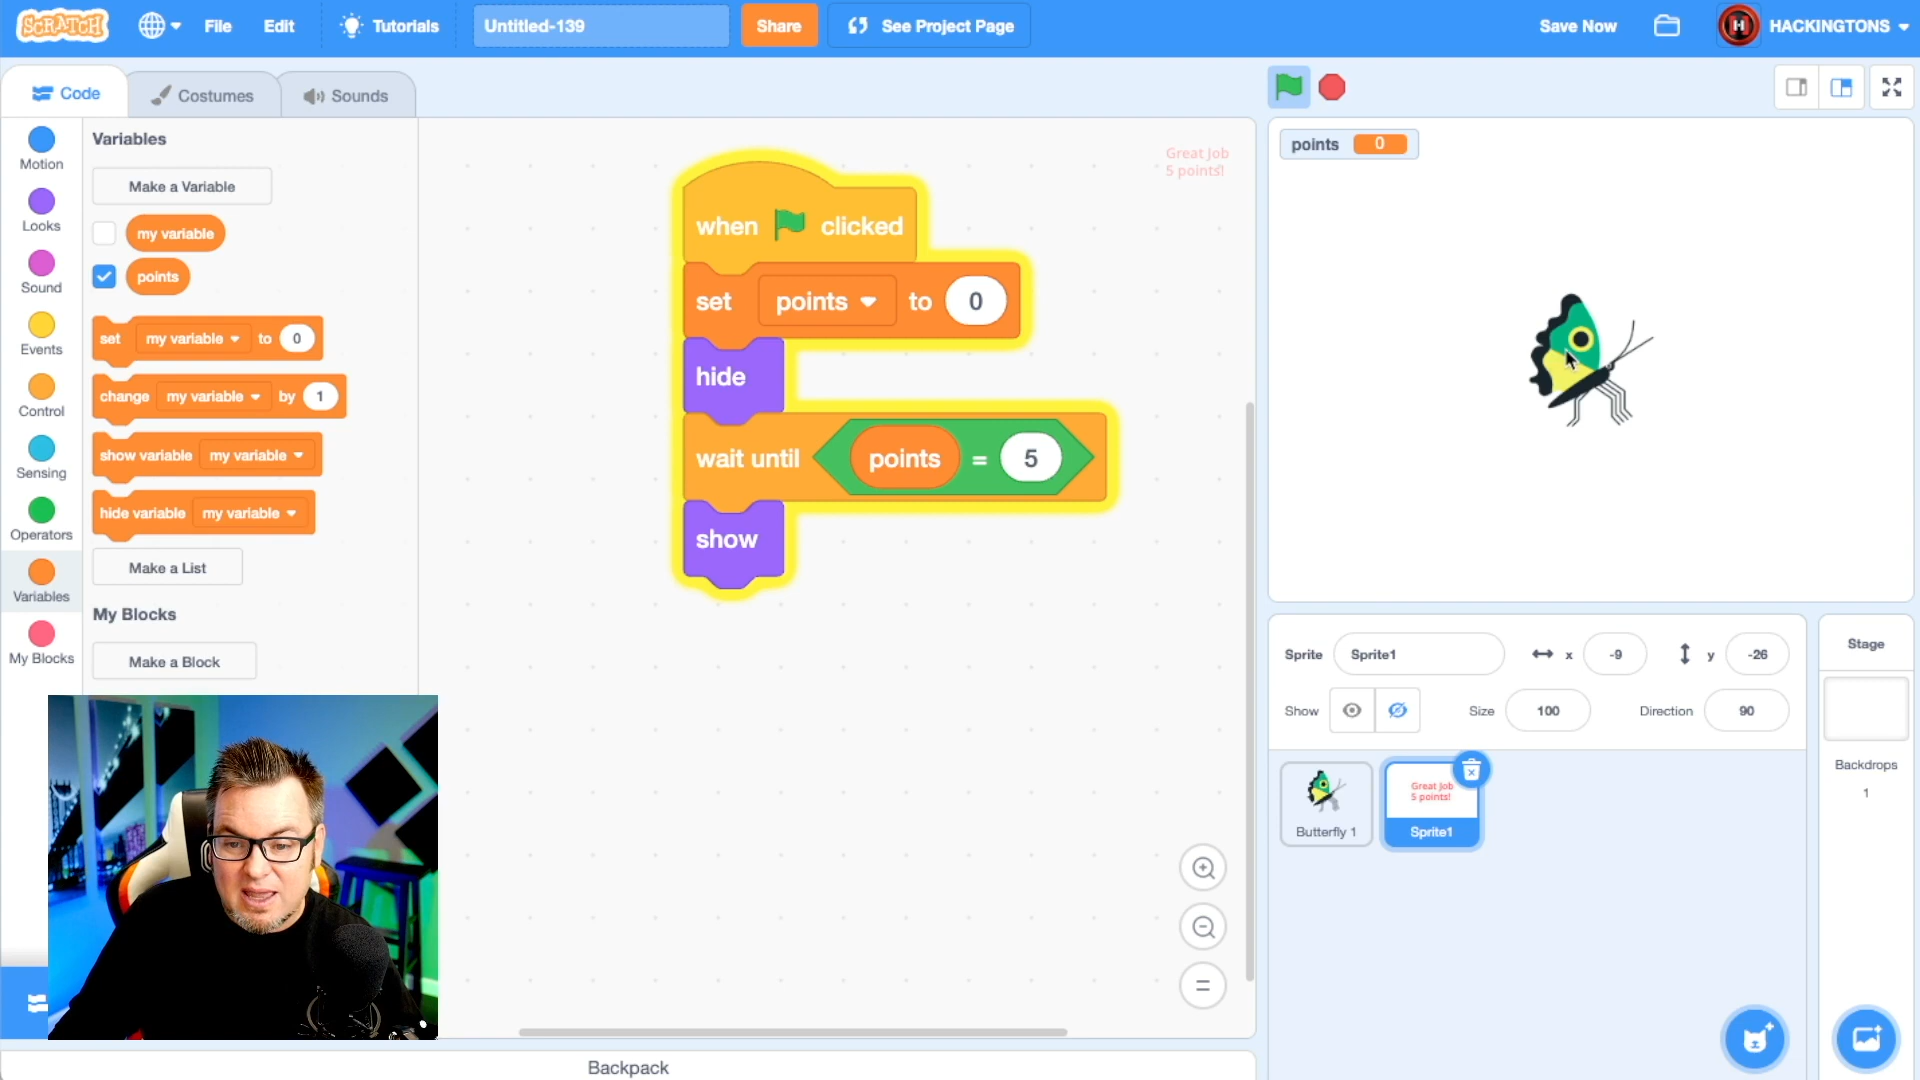 SCRATCH
File
Edit
Tutorials
Untitled-139
Share
See Project Page
Save Now
H
HACKINGTONS
Code
Costumes
Sounds
Motion
Looks
Sound
Events
Control
Sensing
Operators
Variables
My Blocks
Variables
Make a Variable
my variable
points
set my variable to 0
change my variable by 1
show variable my variable
hide variable my variable
Make a List
My Blocks
Make a Block
when clicked
set points to 0
hide
wait until points = 5
show
Great Job
5 points!
Backpack
points 0
Sprite Sprite1 x -9 y -26
Show Size 100 Direction 90
Butterfly 1
Great Job
5 points!
Sprite1
Stage
Backdrops
1